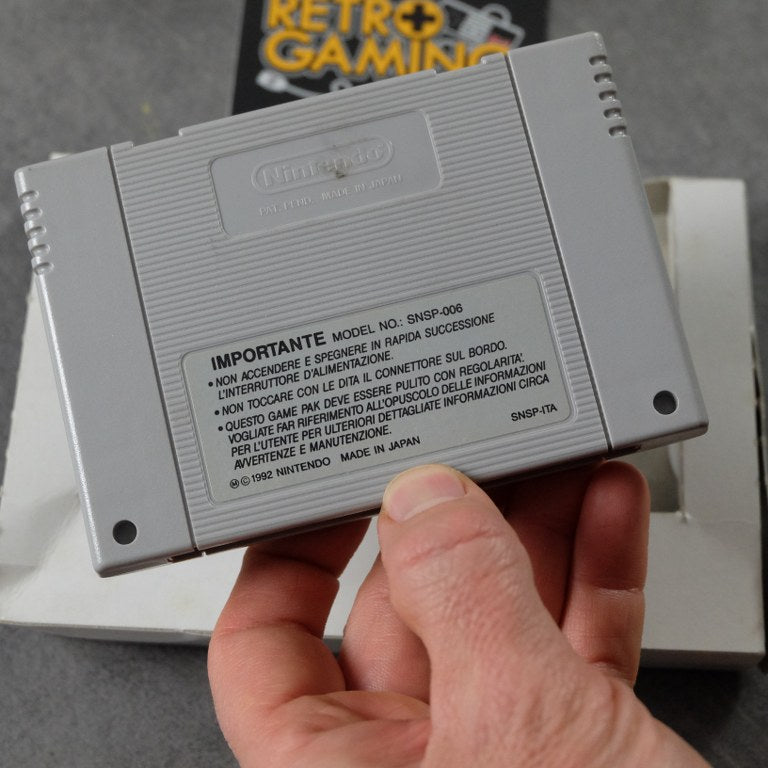 RETRO
GAMING
Nintendo
PAT. PEND. MADE IN JAPAN
IMPORTANTE MODEL NO.: SNSP-006
• NON ACCENDERE E SPEGNERE IN RAPIDA SUCCESSIONE
L'INTERRUTTORE D'ALIMENTAZIONE.
• NON TOCCARE CON LE DITA IL CONNETTORE SUL BORDO.
• QUESTO GAME PAK DEVE ESSERE PULITO CON REGOLARITA'.
VOGLIATE FAR RIFERIMENTO ALL'OPUSCOLO DELLE INFORMAZIONI
PER L'UTENTE PER ULTERIORI DETTAGLIATE INFORMAZIONI CIRCA
AVVERTENZE E MANUTENZIONE.
SNSP-ITA
Ⓜ © 1992 NINTENDO MADE IN JAPAN